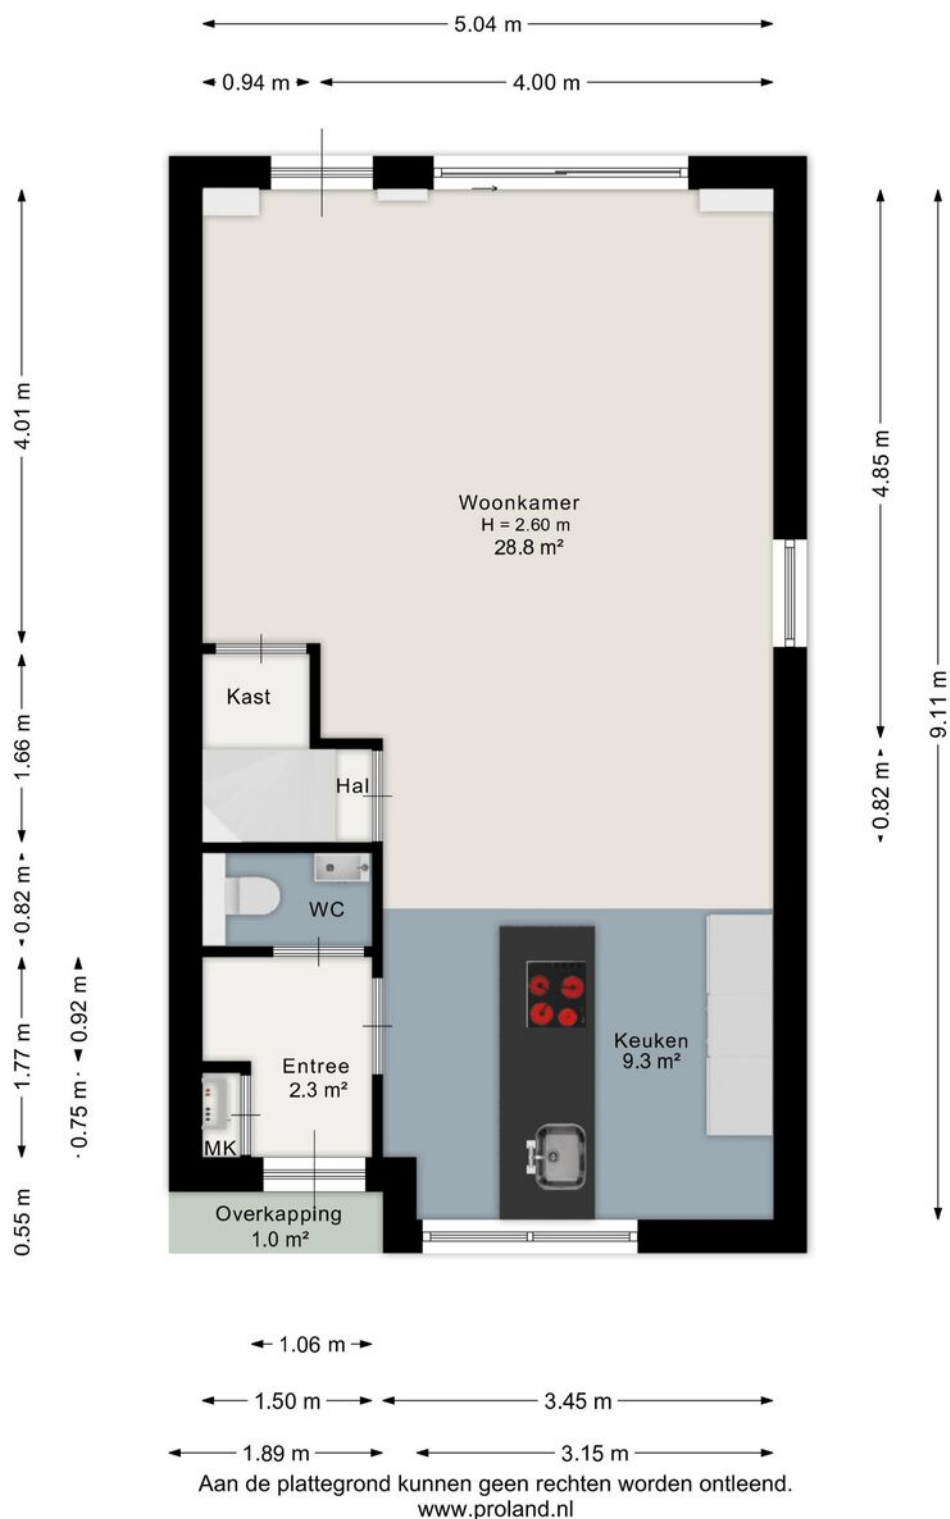 5.04 m
0.94 m
4.00 m
4.01 m
4.85 m
9.11 m
Woonkamer
H = 2.60 m
28.8 m²
Kast
1.66 m
Hal
0.82 m
0.82 m
WC
1.77 m
0.92 m
0.75 m
Keuken
9.3 m²
Entree
2.3 m²
MK
0.55 m
Overkapping
1.0 m²
1.06 m
1.50 m
3.45 m
1.89 m
3.15 m
Aan de plattegrond kunnen geen rechten worden ontleend.
www.proland.nl